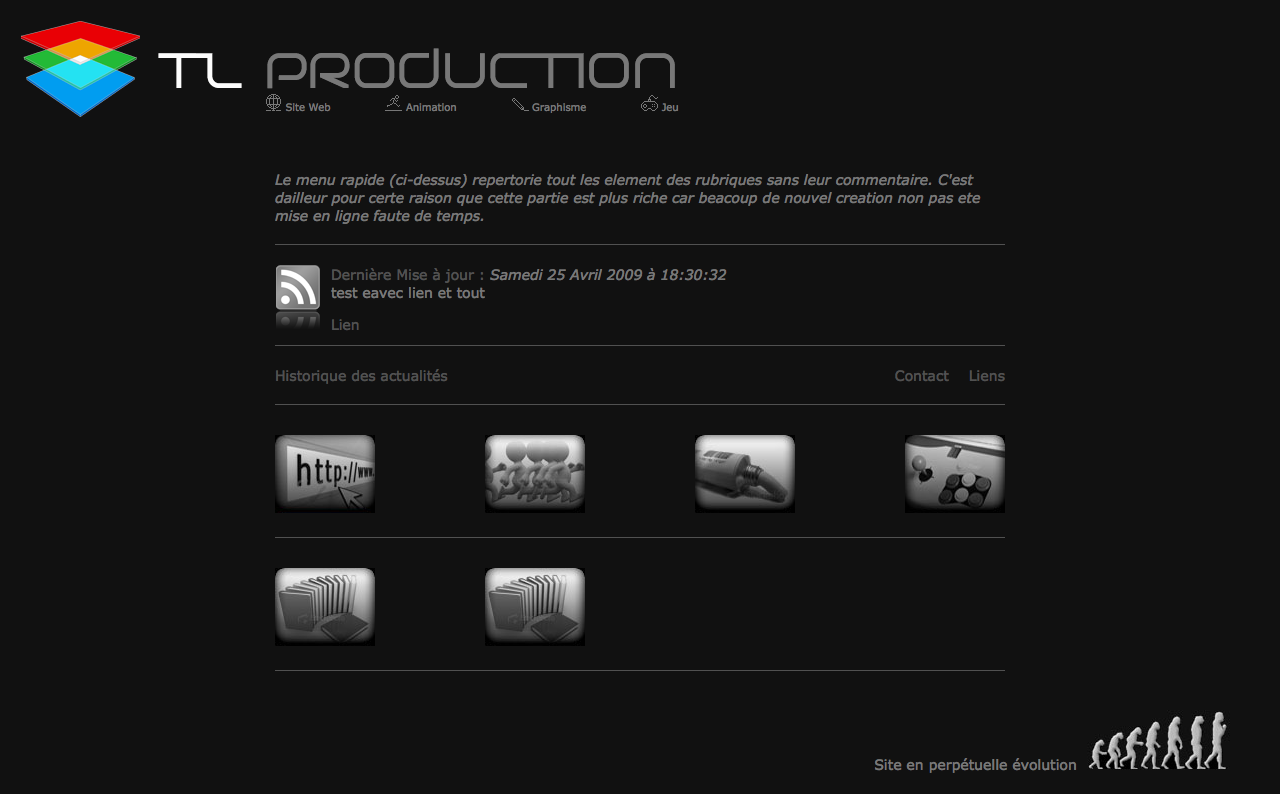 TL PRODUCTION
Site Web Animation Graphisme Jeu
Le menu rapide (ci-dessus) repertorie tout les element des rubriques sans leur commentaire. C'est
dailleur pour certe raison que cette partie est plus riche car beacoup de nouvel creation non pas ete
mise en ligne faute de temps.
Dernière Mise à jour : Samedi 25 Avril 2009 à 18:30:32
test eavec lien et tout
Lien
Historique des actualités Contact Liens
http://www.
Site en perpétuelle évolution